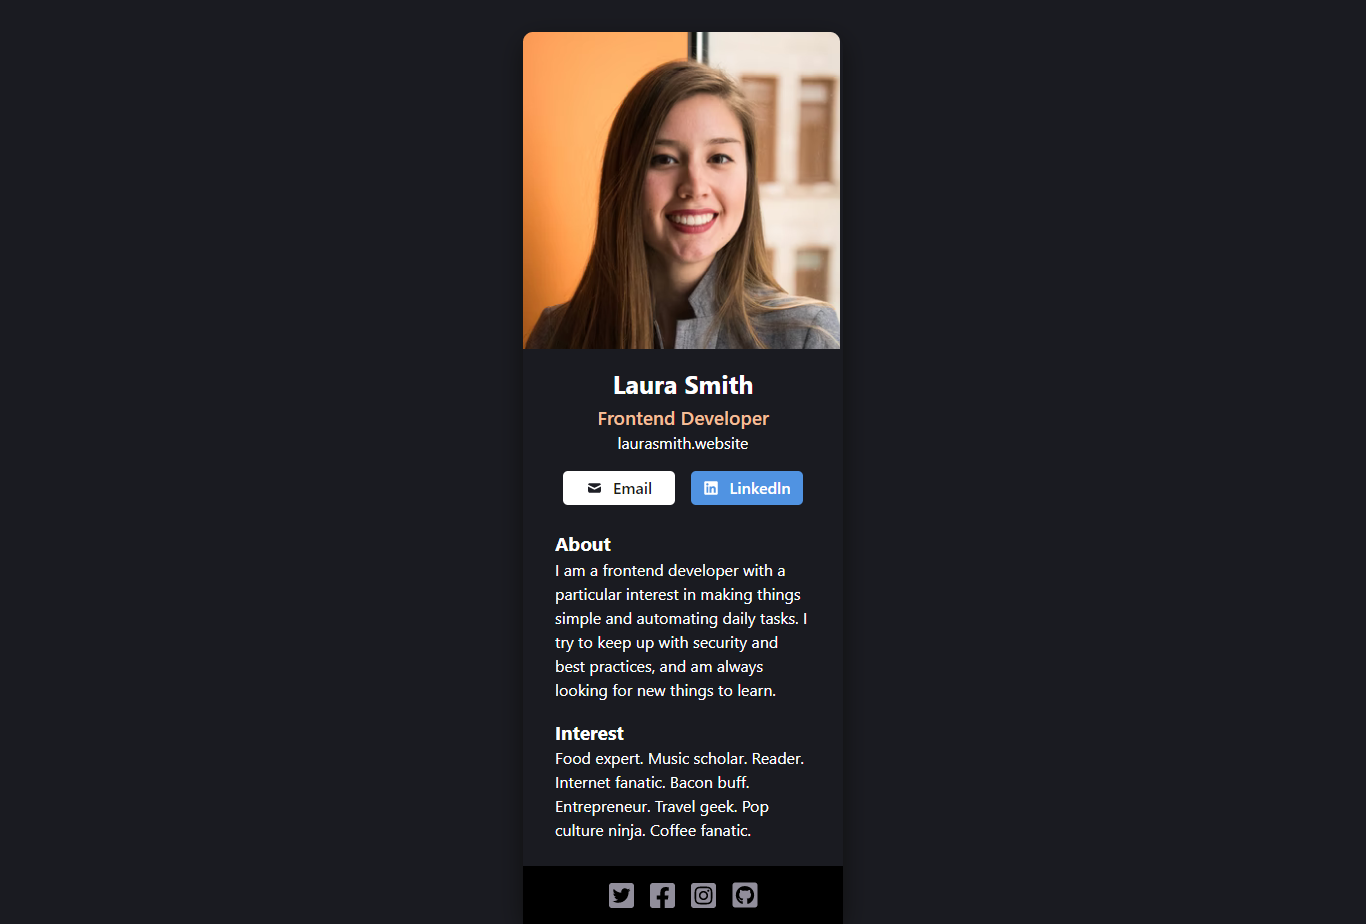 Laura Smith
Frontend Developer
laurasmith.website
Email
LinkedIn
About
I am a frontend developer with a
particular interest in making things
simple and automating daily tasks. I
try to keep up with security and
best practices, and am always
looking for new things to learn.
Interest
Food expert. Music scholar. Reader.
Internet fanatic. Bacon buff.
Entrepreneur. Travel geek. Pop
culture ninja. Coffee fanatic.